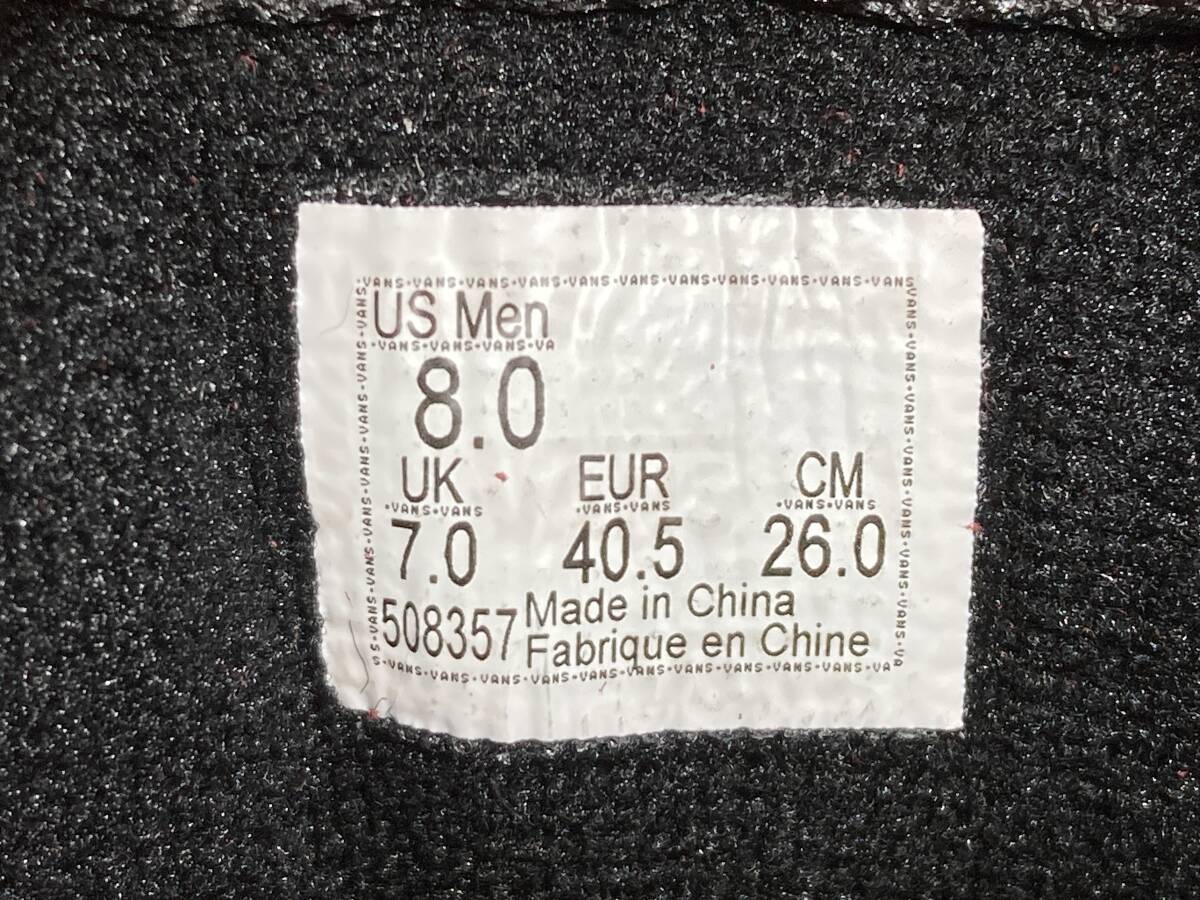 VANS·VANS·VANS·VANS·VANS·VANS·VANS·VANS·VANS·VANS·VANS
US Men
·VANS·VANS·VANS·VA
8.0
UK EUR CM
·VANS·VANS ·VANS·VANS ·VANS·VANS
7.0 40.5 26.0
508357 Made in China
Fabrique en Chine
S·VANS·VANS·VANS·VANS·VANS·VANS·VANS·VANS·VANS·VANS·VA